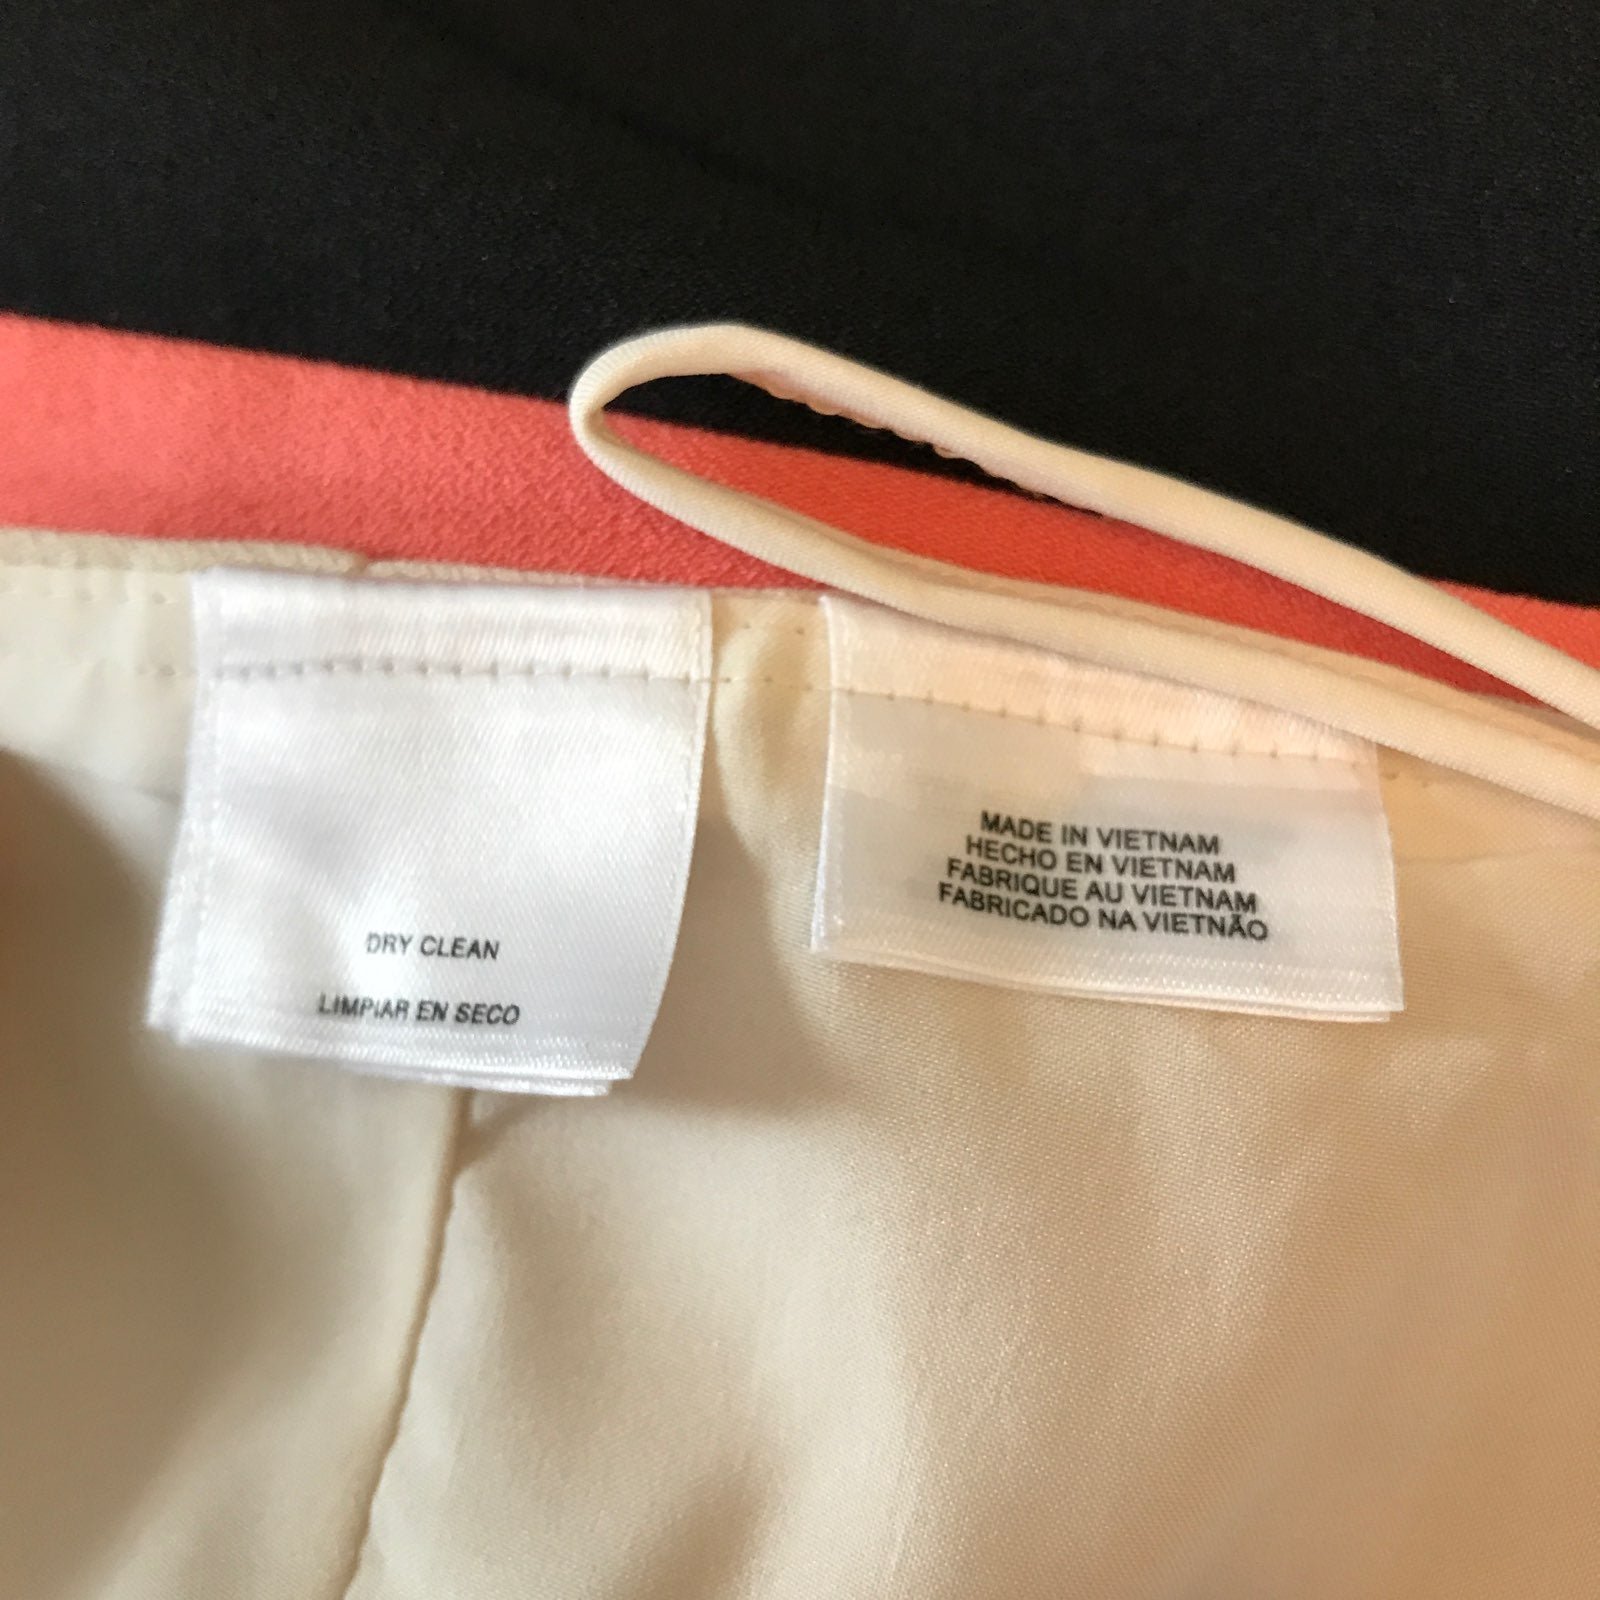 DRY CLEAN
LIMPIAR EN SECO
MADE IN VIETNAM
HECHO EN VIETNAM
FABRIQUE AU VIETNAM
FABRICADO NA VIETNÃO